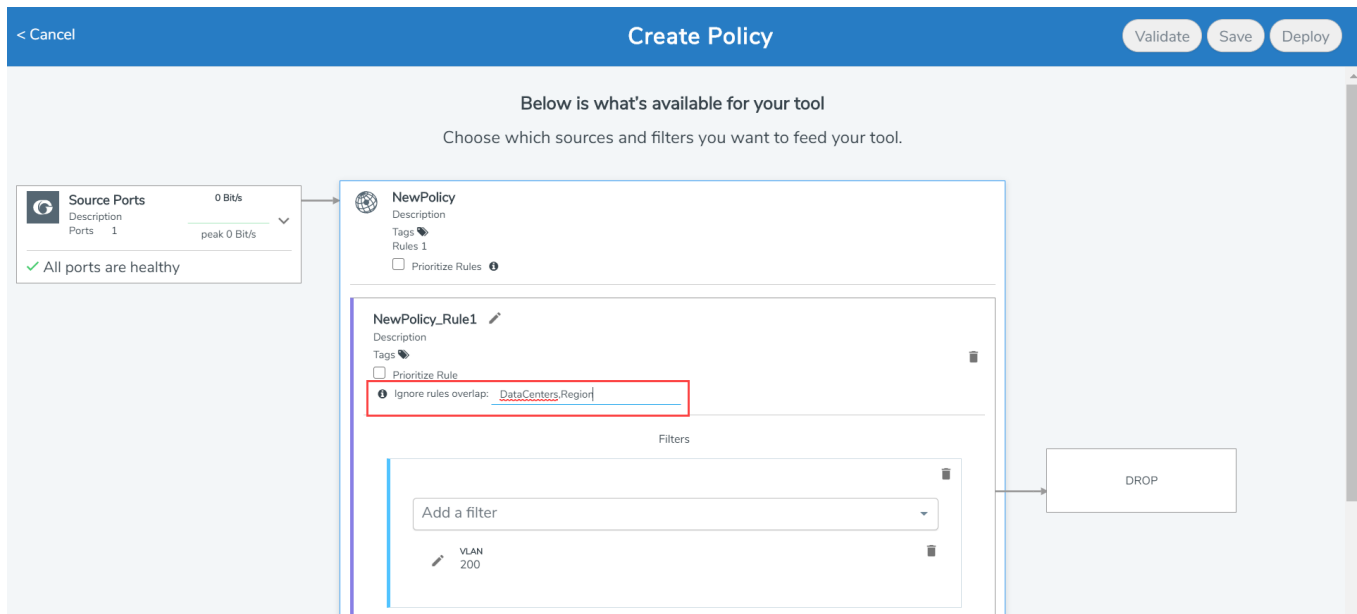 < Cancel
Create Policy
Validate
Save
Deploy
Below is what's available for your tool
Choose which sources and filters you want to feed your tool.
Source Ports
0 Bit/s
Description
Ports 1
peak 0 Bit/s
All ports are healthy
NewPolicy
Description
Tags
Rules 1
Prioritize Rules
NewPolicy_Rule1
Description
Tags
Prioritize Rule
Ignore rules overlap: DataCenters,Region
Filters
Add a filter
VLAN
200
DROP